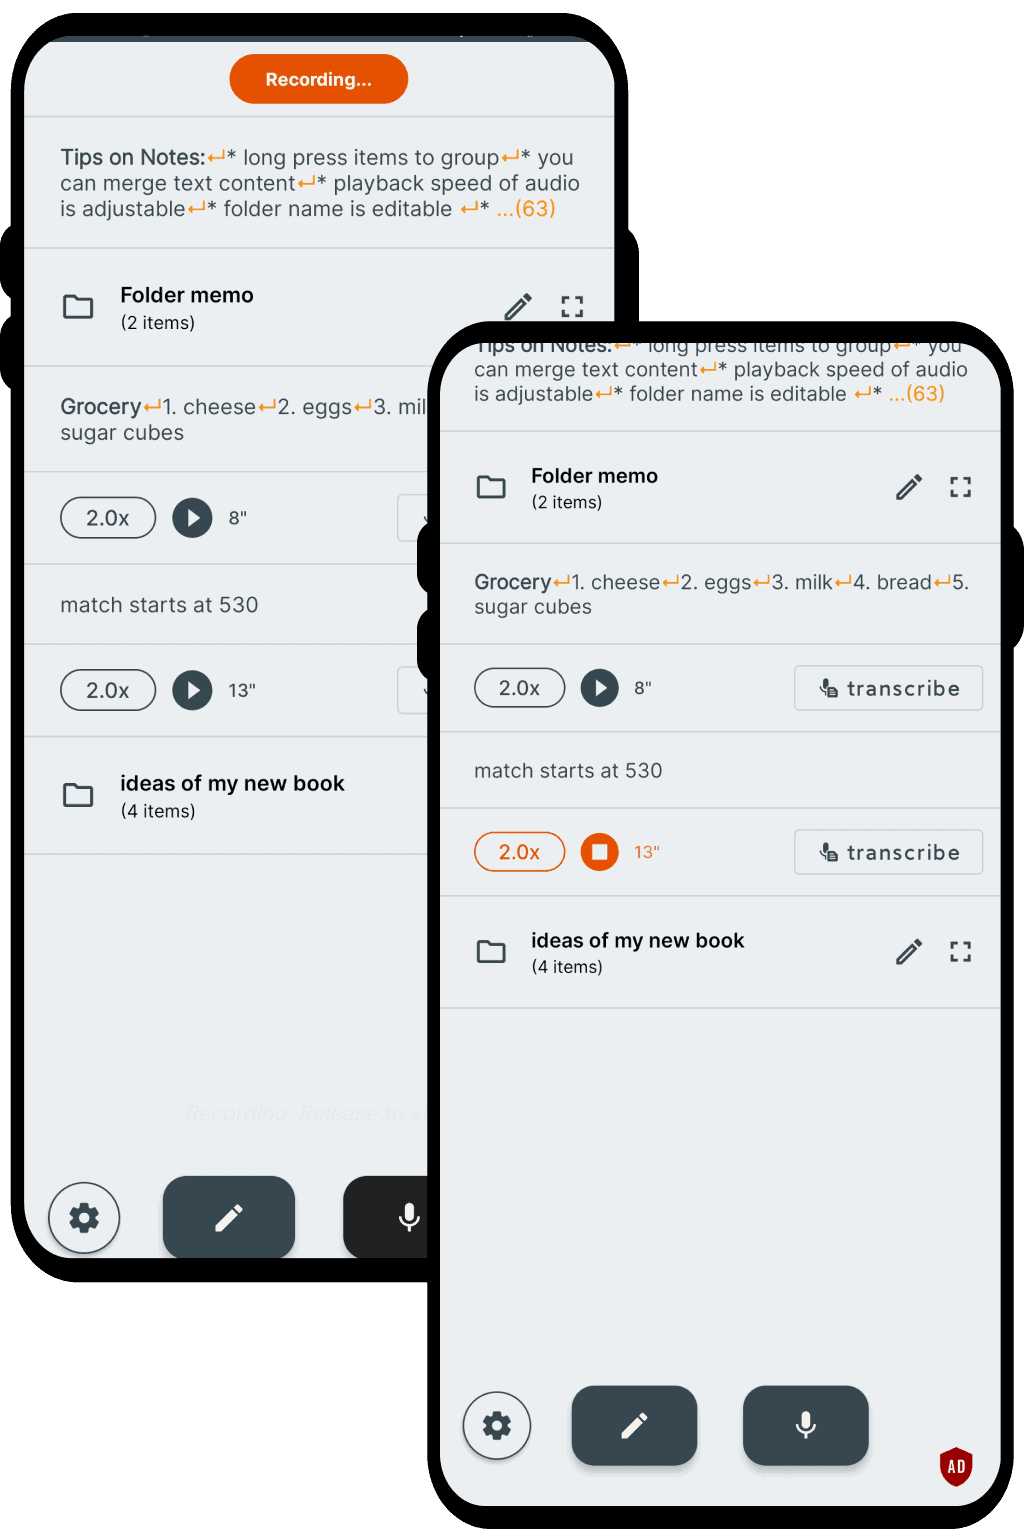 Recording...
Tips on Notes:↵* long press items to group↵* you
can merge text content↵* playback speed of audio
is adjustable↵* folder name is editable ↵* ...(63)
Folder memo
(2 items)
Grocery↵1. cheese↵2. eggs↵3. mil
sugar cubes
2.0x 8"
match starts at 530
2.0x 13"
ideas of my new book
(4 items)
Recording. Release to s
Tips on Notes:↵* long press items to group↵* you
can merge text content↵* playback speed of audio
is adjustable↵* folder name is editable ↵* ...(63)
Folder memo
(2 items)
Grocery↵1. cheese↵2. eggs↵3. milk↵4. bread↵5.
sugar cubes
2.0x 8" transcribe
match starts at 530
2.0x 13" transcribe
ideas of my new book
(4 items)
AD